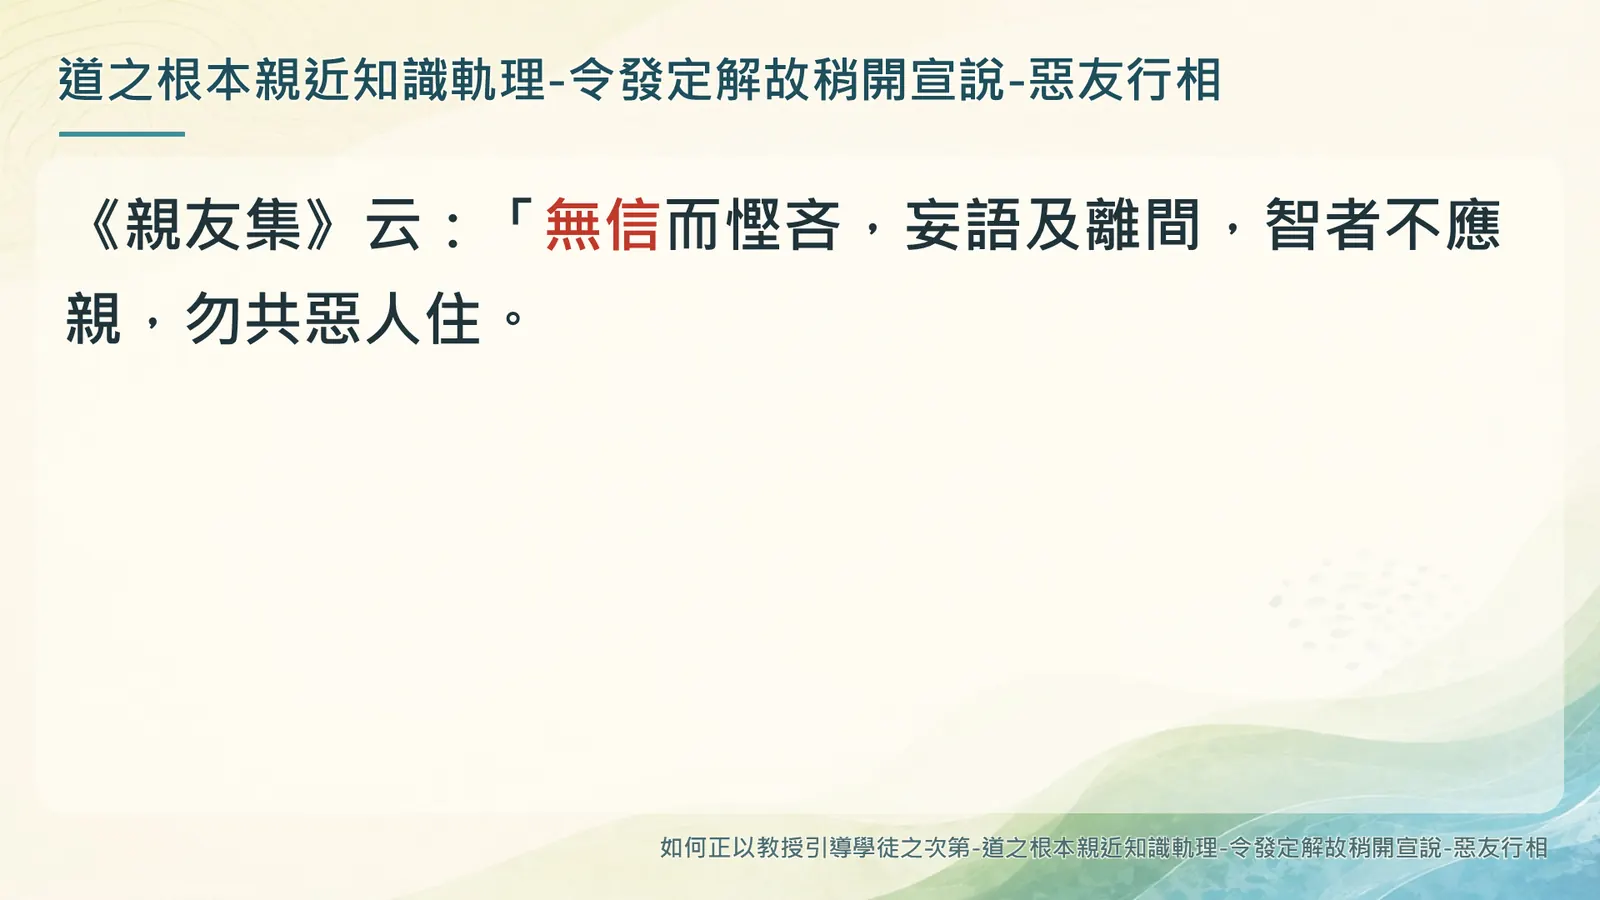 道之根本親近知識軌理-令發定解故稍開宣說-惡友行相
《親友集》云：「無信而慳吝，妄語及離間，智者不應
親，勿共惡人住。
如何正以教授引導學徒之次第-道之根本親近知識軌理-令發定解故稍開宣說-惡友行相